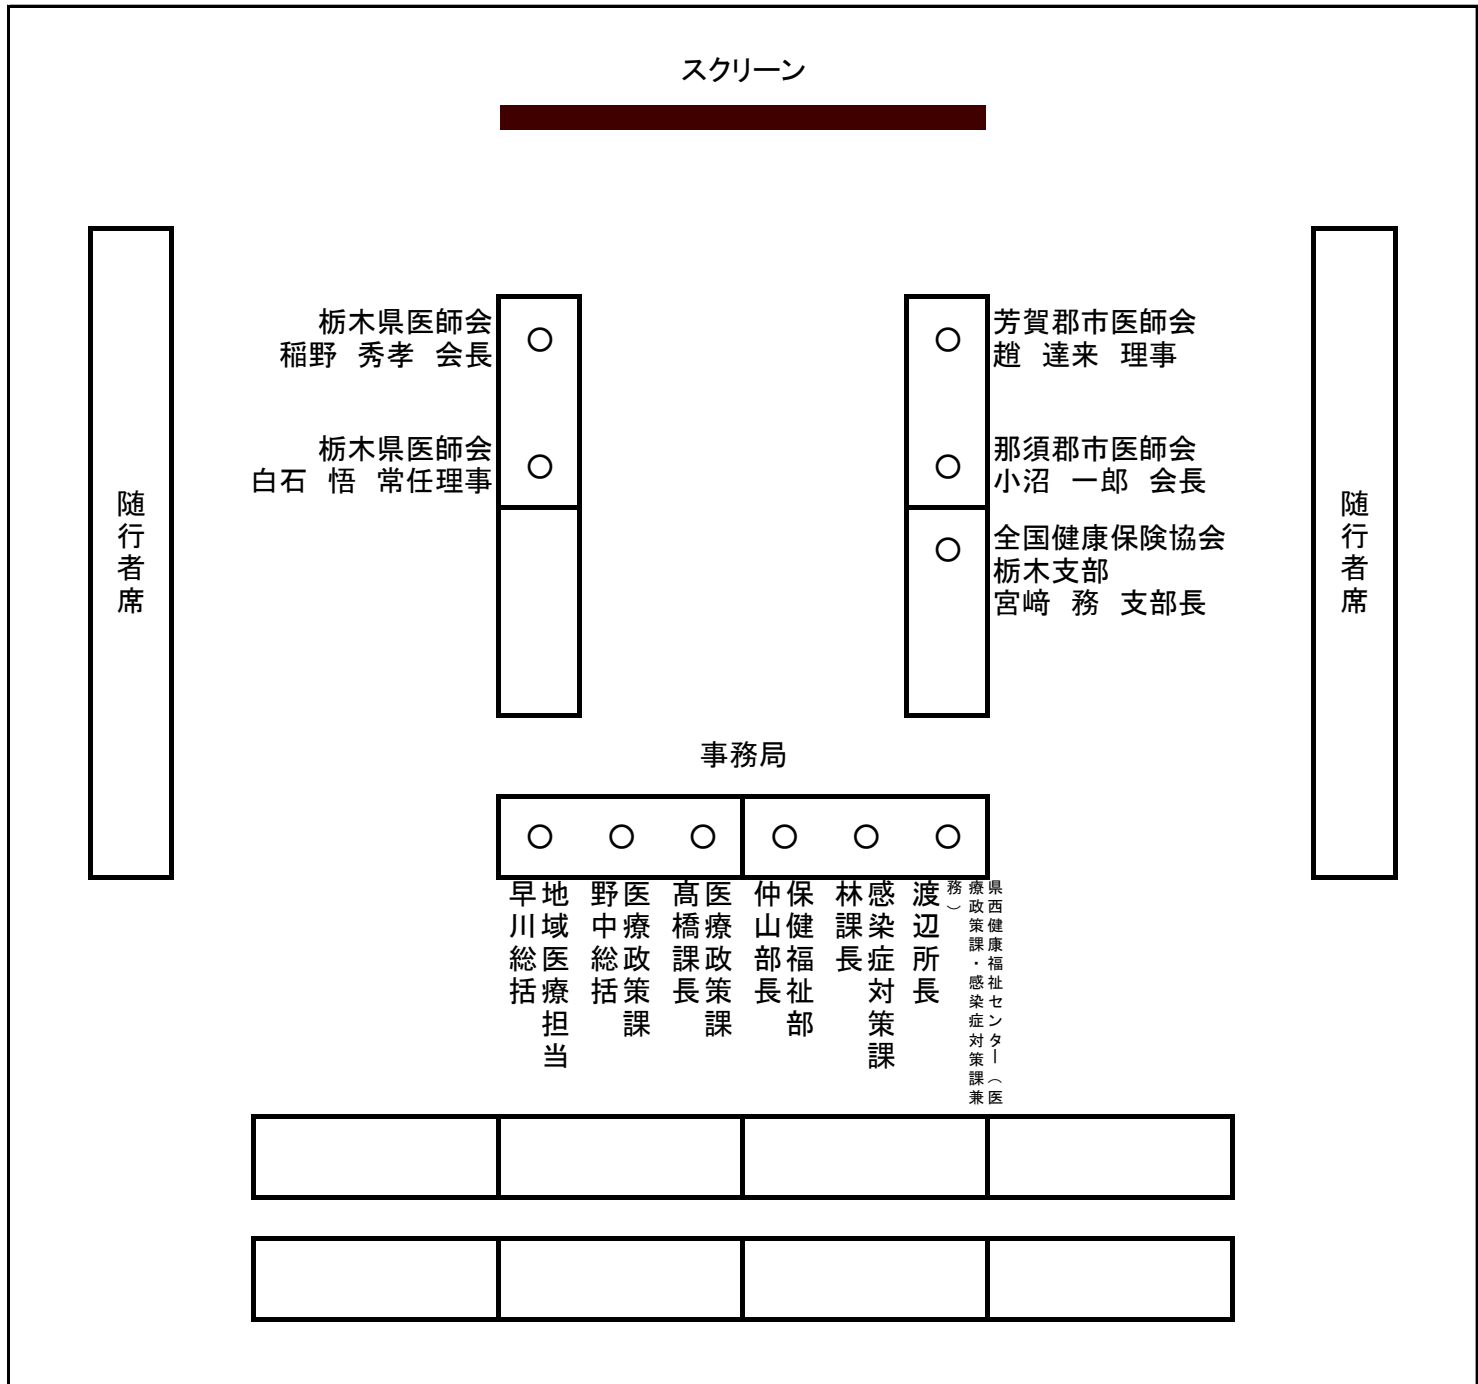 スクリーン
栃木県医師会
稲野 秀孝 会長
栃木県医師会
白石 悟 常任理事
芳賀郡市医師会
趙 達来 理事
那須郡市医師会
小沼 一郎 会長
全国健康保険協会
栃木支部
宮﨑 務 支部長
随行者席
随行者席
事務局
地域医療担当
早川総括
医療政策課
野中総括
医療政策課
髙橋課長
保健福祉部
仲山部長
感染症対策課
林課長
県西健康福祉センター（医
療政策課・感染症対策課兼
務）
渡辺所長